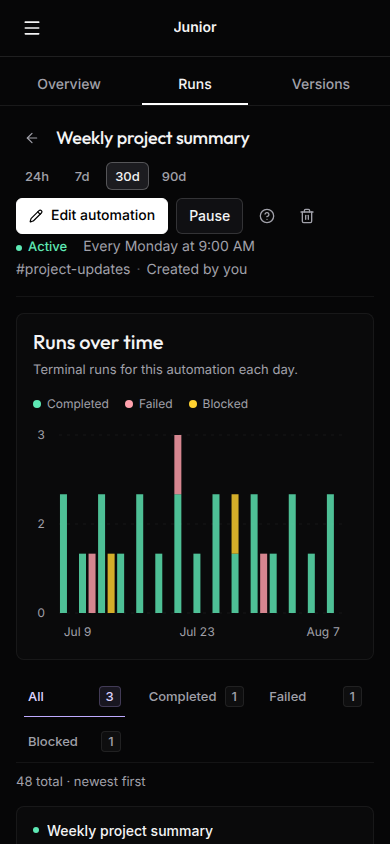 Junior
Overview Runs Versions
Weekly project summary
24h 7d 30d 90d
Edit automation Pause
Active Every Monday at 9:00 AM
#project-updates · Created by you
Runs over time
Terminal runs for this automation each day.
Completed Failed Blocked
3
2
0
Jul 9 Jul 23 Aug 7
All 3 Completed 1 Failed 1
Blocked 1
48 total · newest first
Weekly project summary